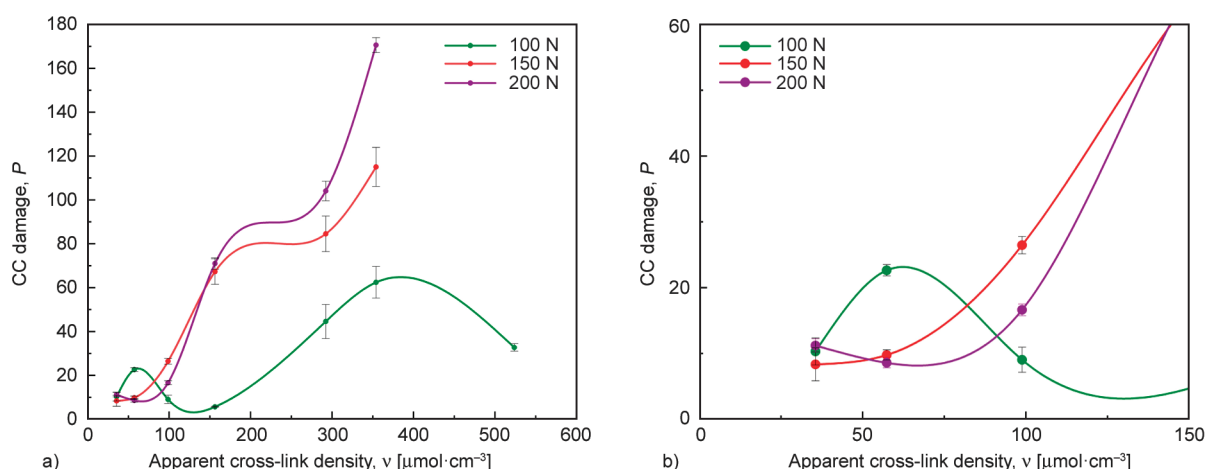 180
160
140
120
100
80
60
40
20
0
CC damage, P
100 N
150 N
200 N
0 100 200 300 400 500 600
a) Apparent cross-link density, ν [μmol·cm⁻³]
60
40
20
0
CC damage, P
100 N
150 N
200 N
0 50 100 150
b) Apparent cross-link density, ν [μmol·cm⁻³]